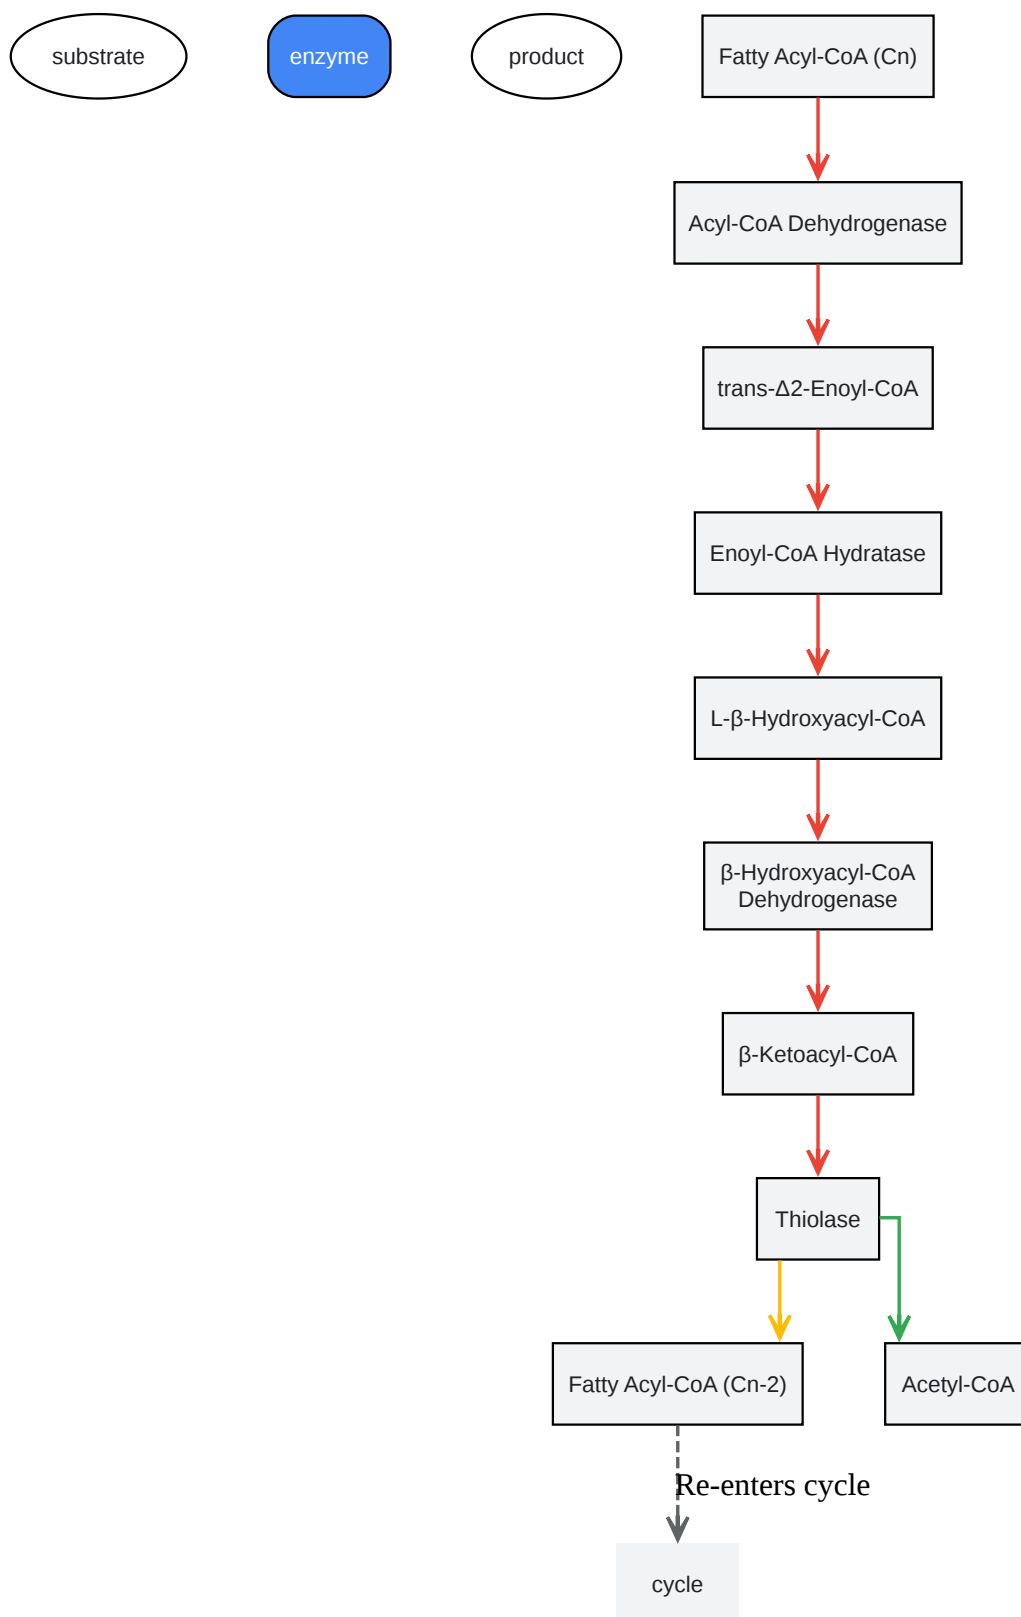 substrate
enzyme
product
Fatty Acyl-CoA (Cn)
Acyl-CoA Dehydrogenase
trans-Δ2-Enoyl-CoA
Enoyl-CoA Hydratase
L-β-Hydroxyacyl-CoA
β-Hydroxyacyl-CoA
Dehydrogenase
β-Ketoacyl-CoA
Thiolase
Fatty Acyl-CoA (Cn-2)
Acetyl-CoA
Re-enters cycle
cycle